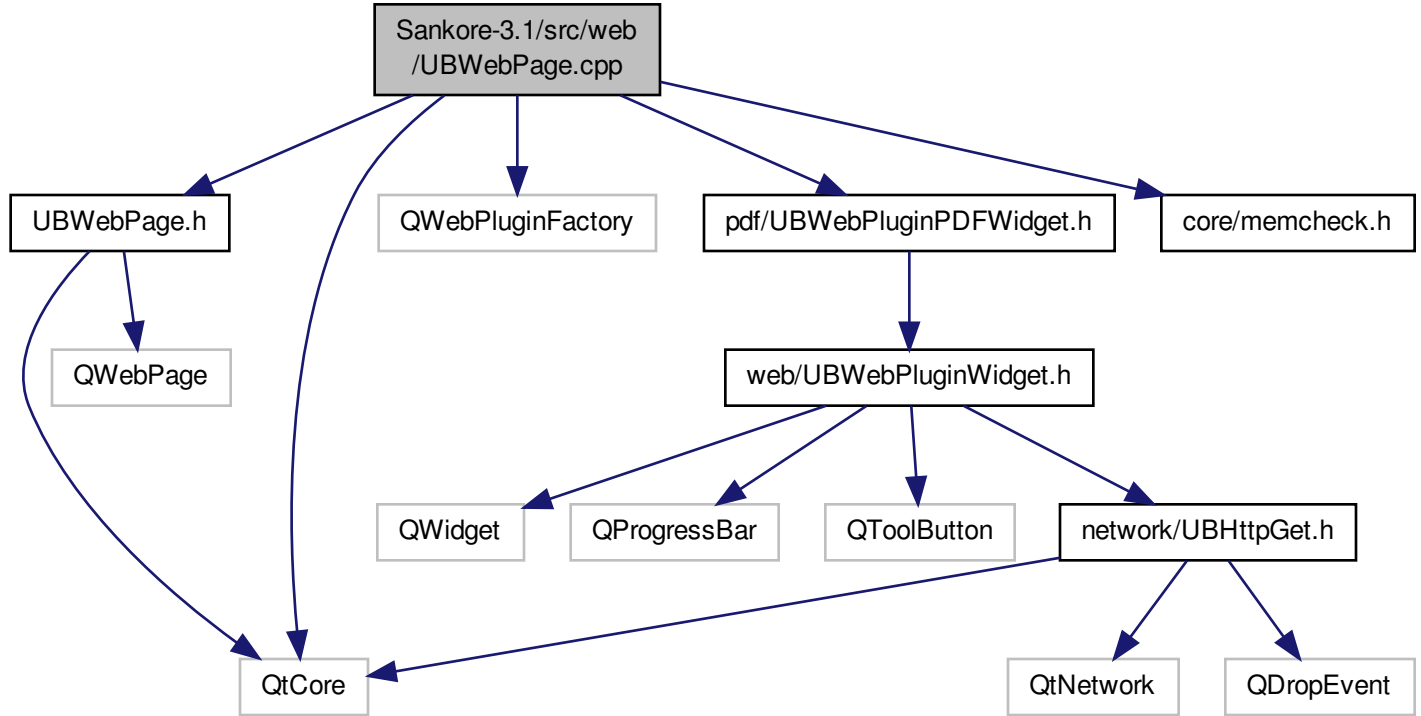 Sankore-3.1/src/web
/UBWebPage.cpp
UBWebPage.h
QWebPluginFactory
pdf/UBWebPluginPDFWidget.h
core/memcheck.h
QWebPage
web/UBWebPluginWidget.h
QWidget
QProgressBar
QToolButton
network/UBHttpGet.h
QtCore
QtNetwork
QDropEvent